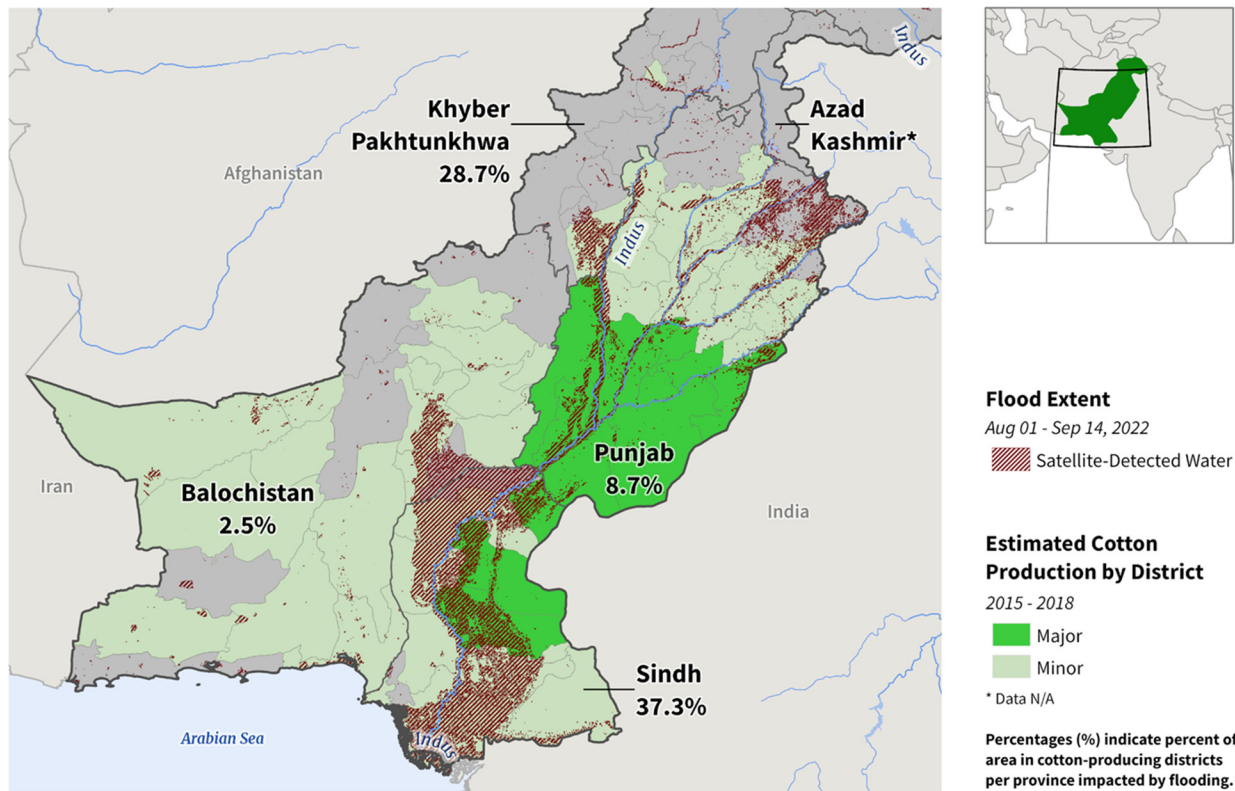 Indus
Khyber
Pakhtunkhwa
28.7%
Azad
Kashmir*
Afghanistan
Indus
Iran
Balochistan
2.5%
Punjab
8.7%
India
Sindh
37.3%
Arabian Sea
Indus
Flood Extent
Aug 01 - Sep 14, 2022
Satellite-Detected Water
Estimated Cotton
Production by District
2015 - 2018
Major
Minor
* Data N/A
Percentages (%) indicate percent of
area in cotton-producing districts
per province impacted by flooding.